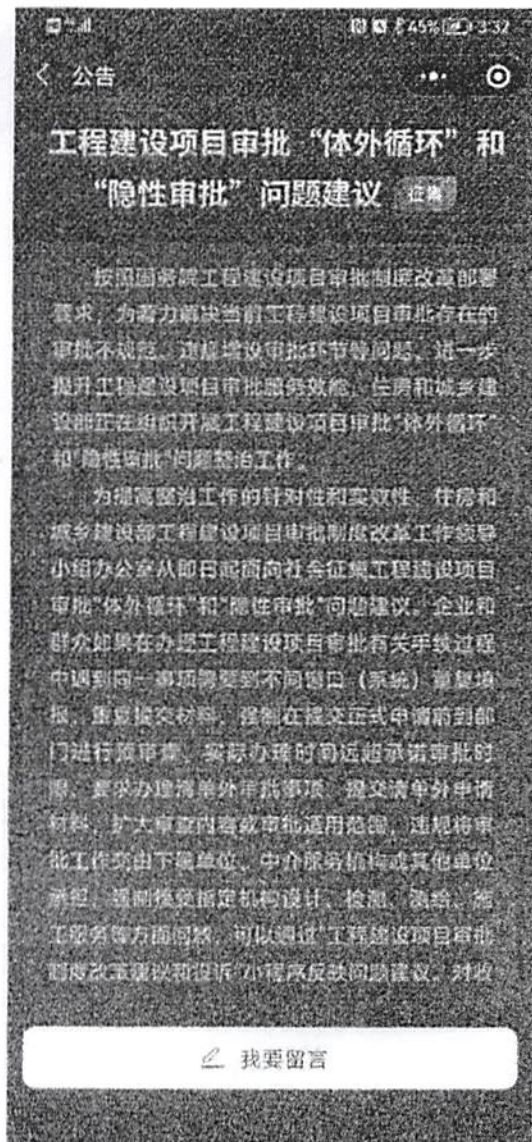 45% 3:32
公告
工程建设项目审批“体外循环”和
“隐性审批”问题建议 征集
按照国务院工程建设项目审批制度改革部署
要求，为着力解决当前工程建设项目审批存在的
审批不规范、违规增设审批环节等问题，进一步
提升工程建设项目审批服务效能，住房和城乡建
设部正在组织开展工程建设项目审批“体外循环”
和“隐性审批”问题整治工作。
为提高整治工作的针对性和实效性，住房和
城乡建设部工程建设项目审批制度改革工作领导
小组办公室从即日起面向社会征集工程建设项目
审批“体外循环”和“隐性审批”问题建议。企业和
群众如果在办理工程建设项目审批有关手续过程
中遇到同一事项需要到不同窗口（系统）重复填
报、重复提交材料，强制在提交正式申请前到部
门进行预审查，实际办理时间远超承诺审批时
限，要求办理清单外审批事项、提交清单外申请
材料，扩大审查内容或审批适用范围，违规将审
批工作交由下属单位、中介服务机构或其他单位
承担，强制接受指定机构设计、检测、测绘、施
工服务等方面问题，可以通过“工程建设项目审批
制度改革建议和投诉”小程序反映问题建议。对收
我要留言